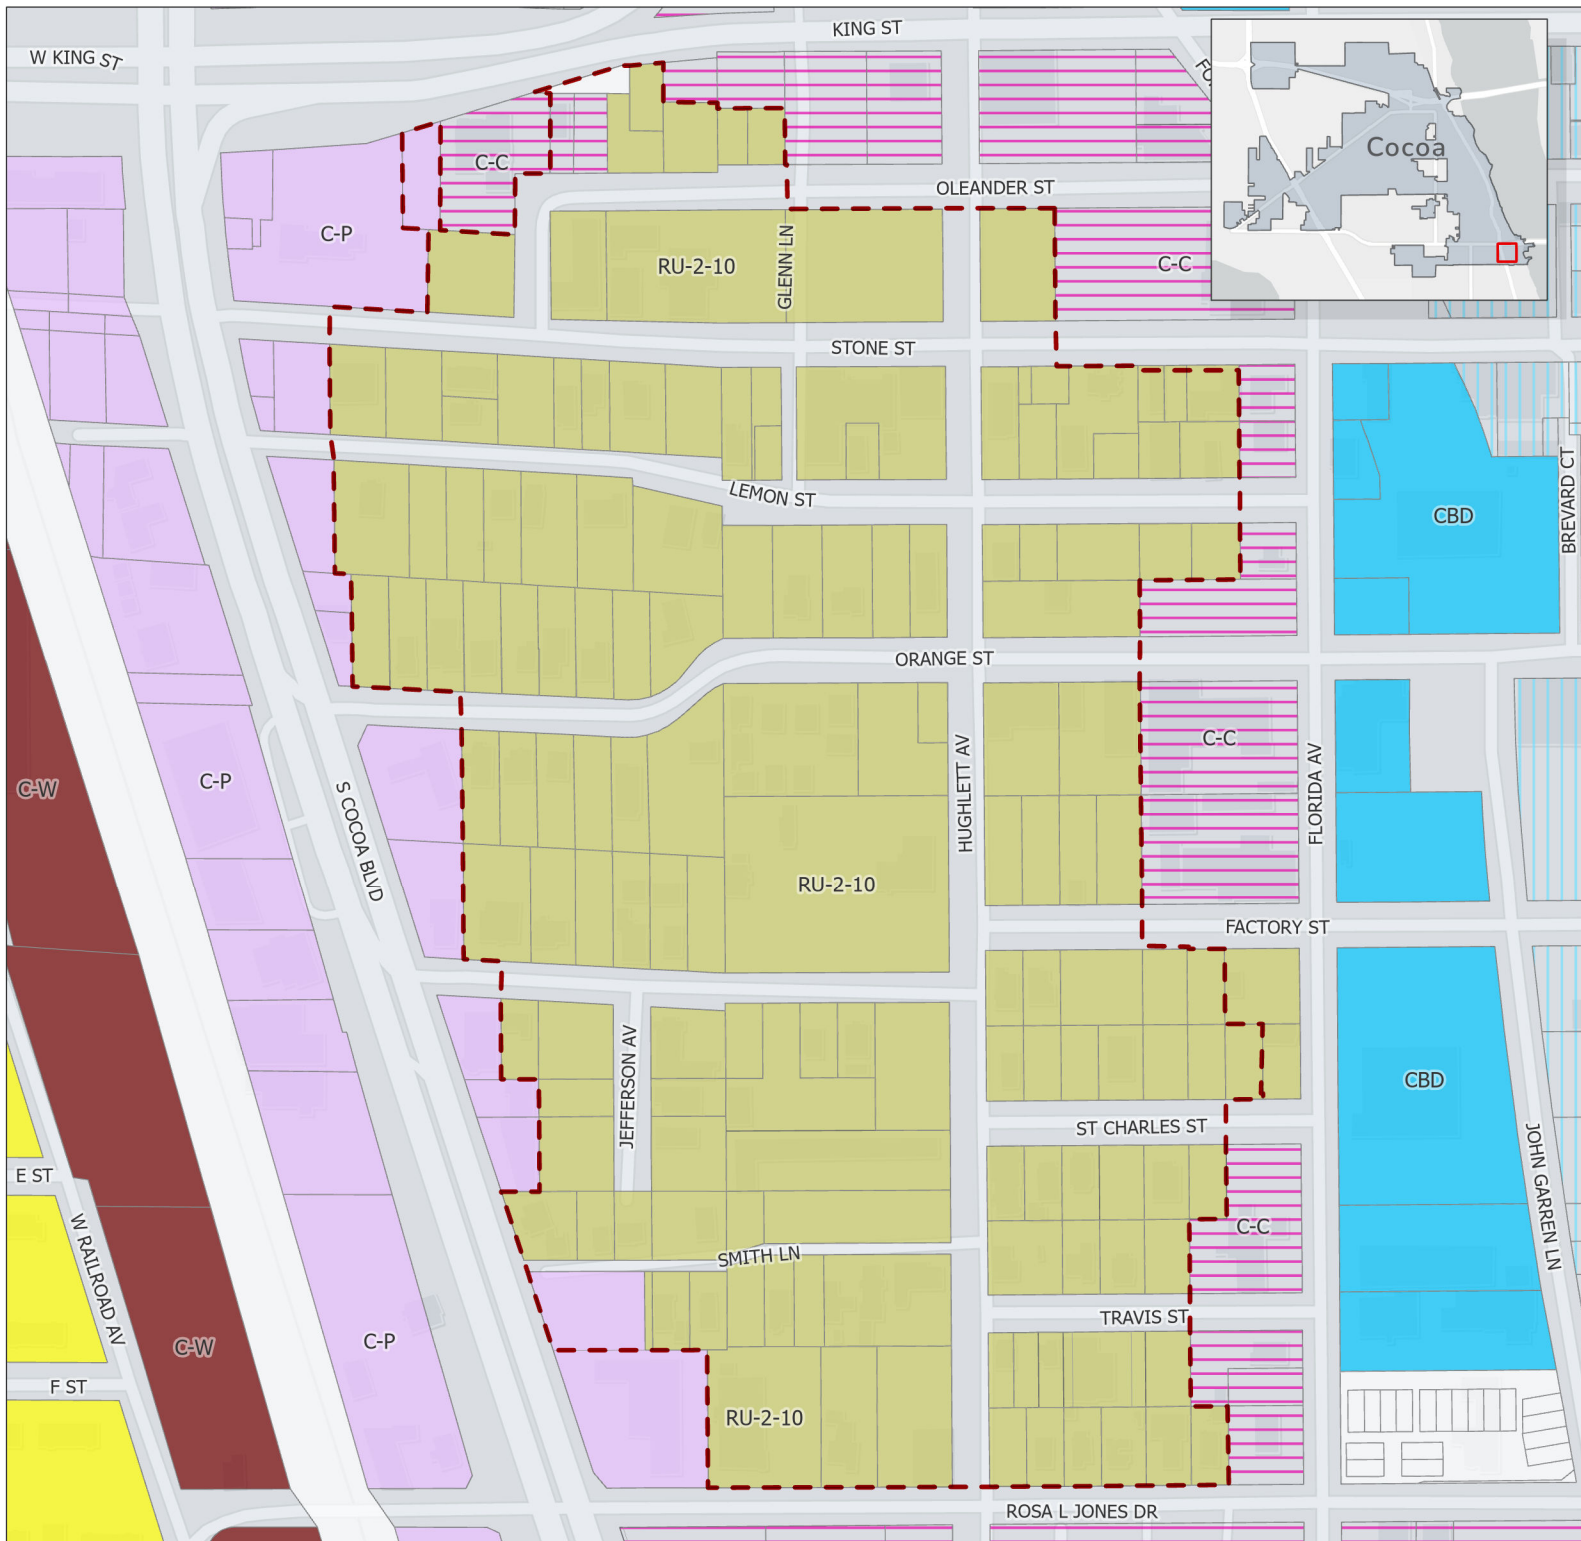 KING ST
W KING ST
FO
Cocoa
C-C
OLEANDER ST
C-P
RU-2-10
GLENN LN
C-C
STONE ST
LEMON ST
CBD
BREVARD CT
ORANGE ST
C-W
C-P
S COCOA BLVD
HUGHLETT AV
C-C
FLORIDA AV
RU-2-10
FACTORY ST
JEFFERSON AV
CBD
ST CHARLES ST
JOHN GARREN LN
E ST
W RAILROAD AV
C-C
SMITH LN
TRAVIS ST
C-W
C-P
F ST
RU-2-10
ROSA L JONES DR